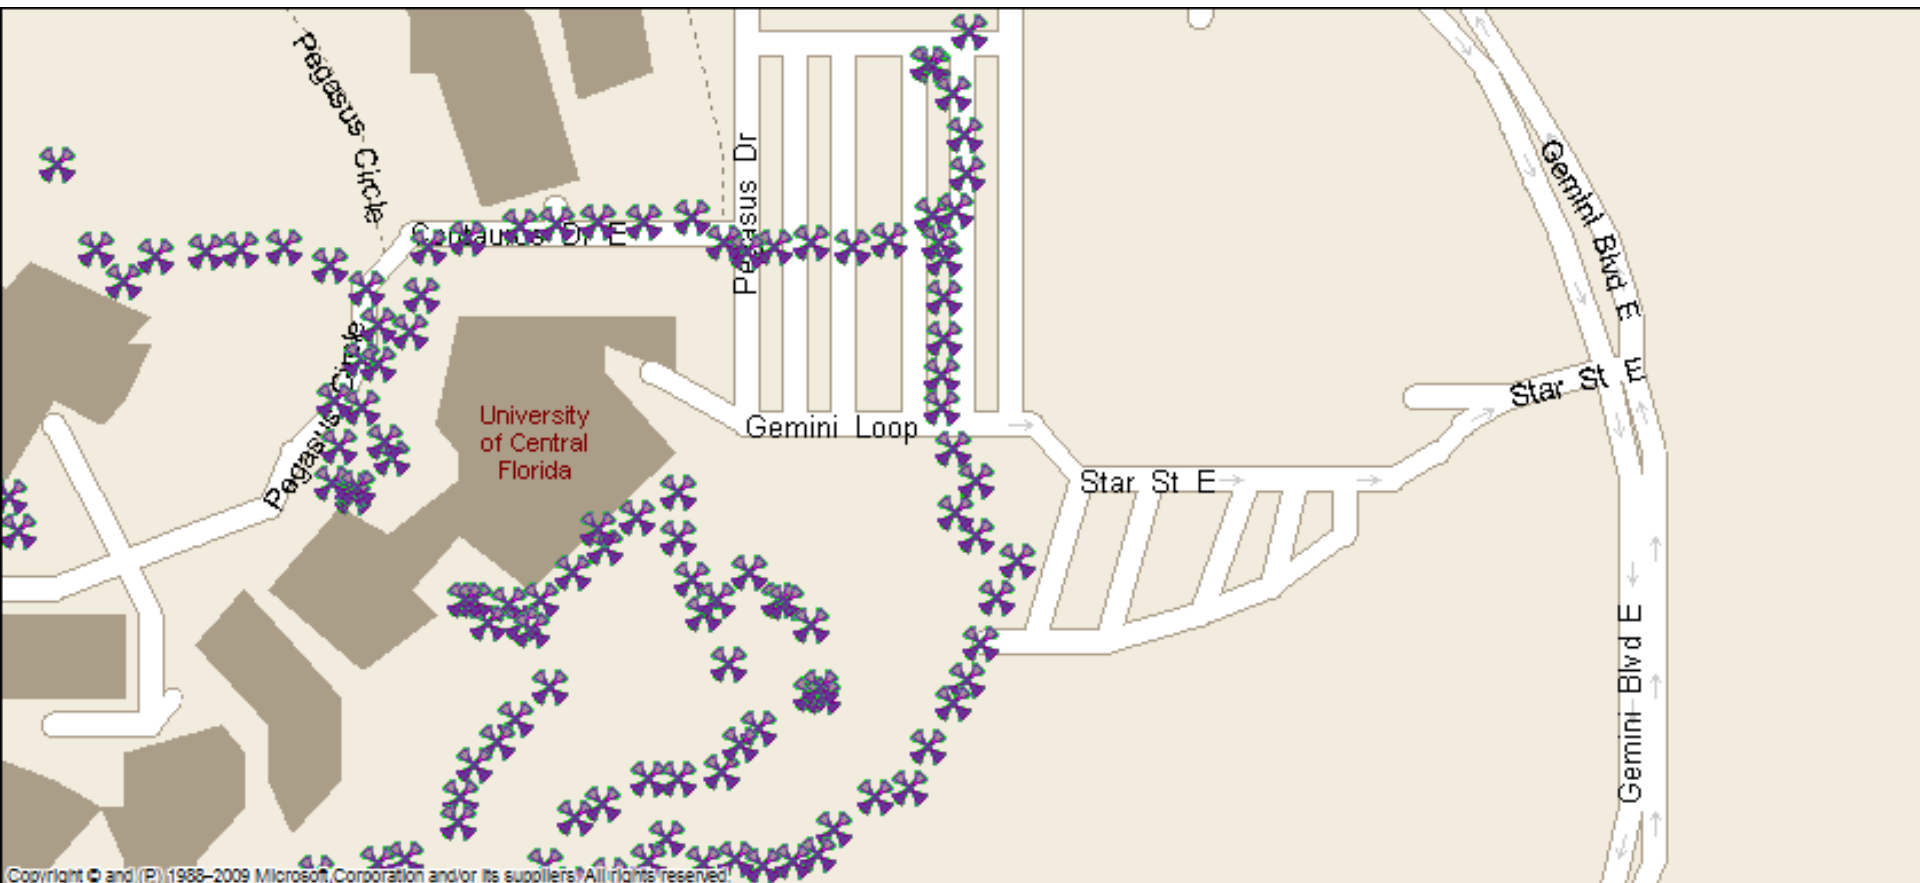 Pegasus Circle
Pegasus Dr
Gemini Blvd E
Centaurus Dr E
Pegasus Circle
Star St E
University
of Central
Florida
Gemini Loop
Star St E
Gemini Blvd E
Copyright © and (P) 1988–2009 Microsoft Corporation and/or its suppliers. All rights reserved.